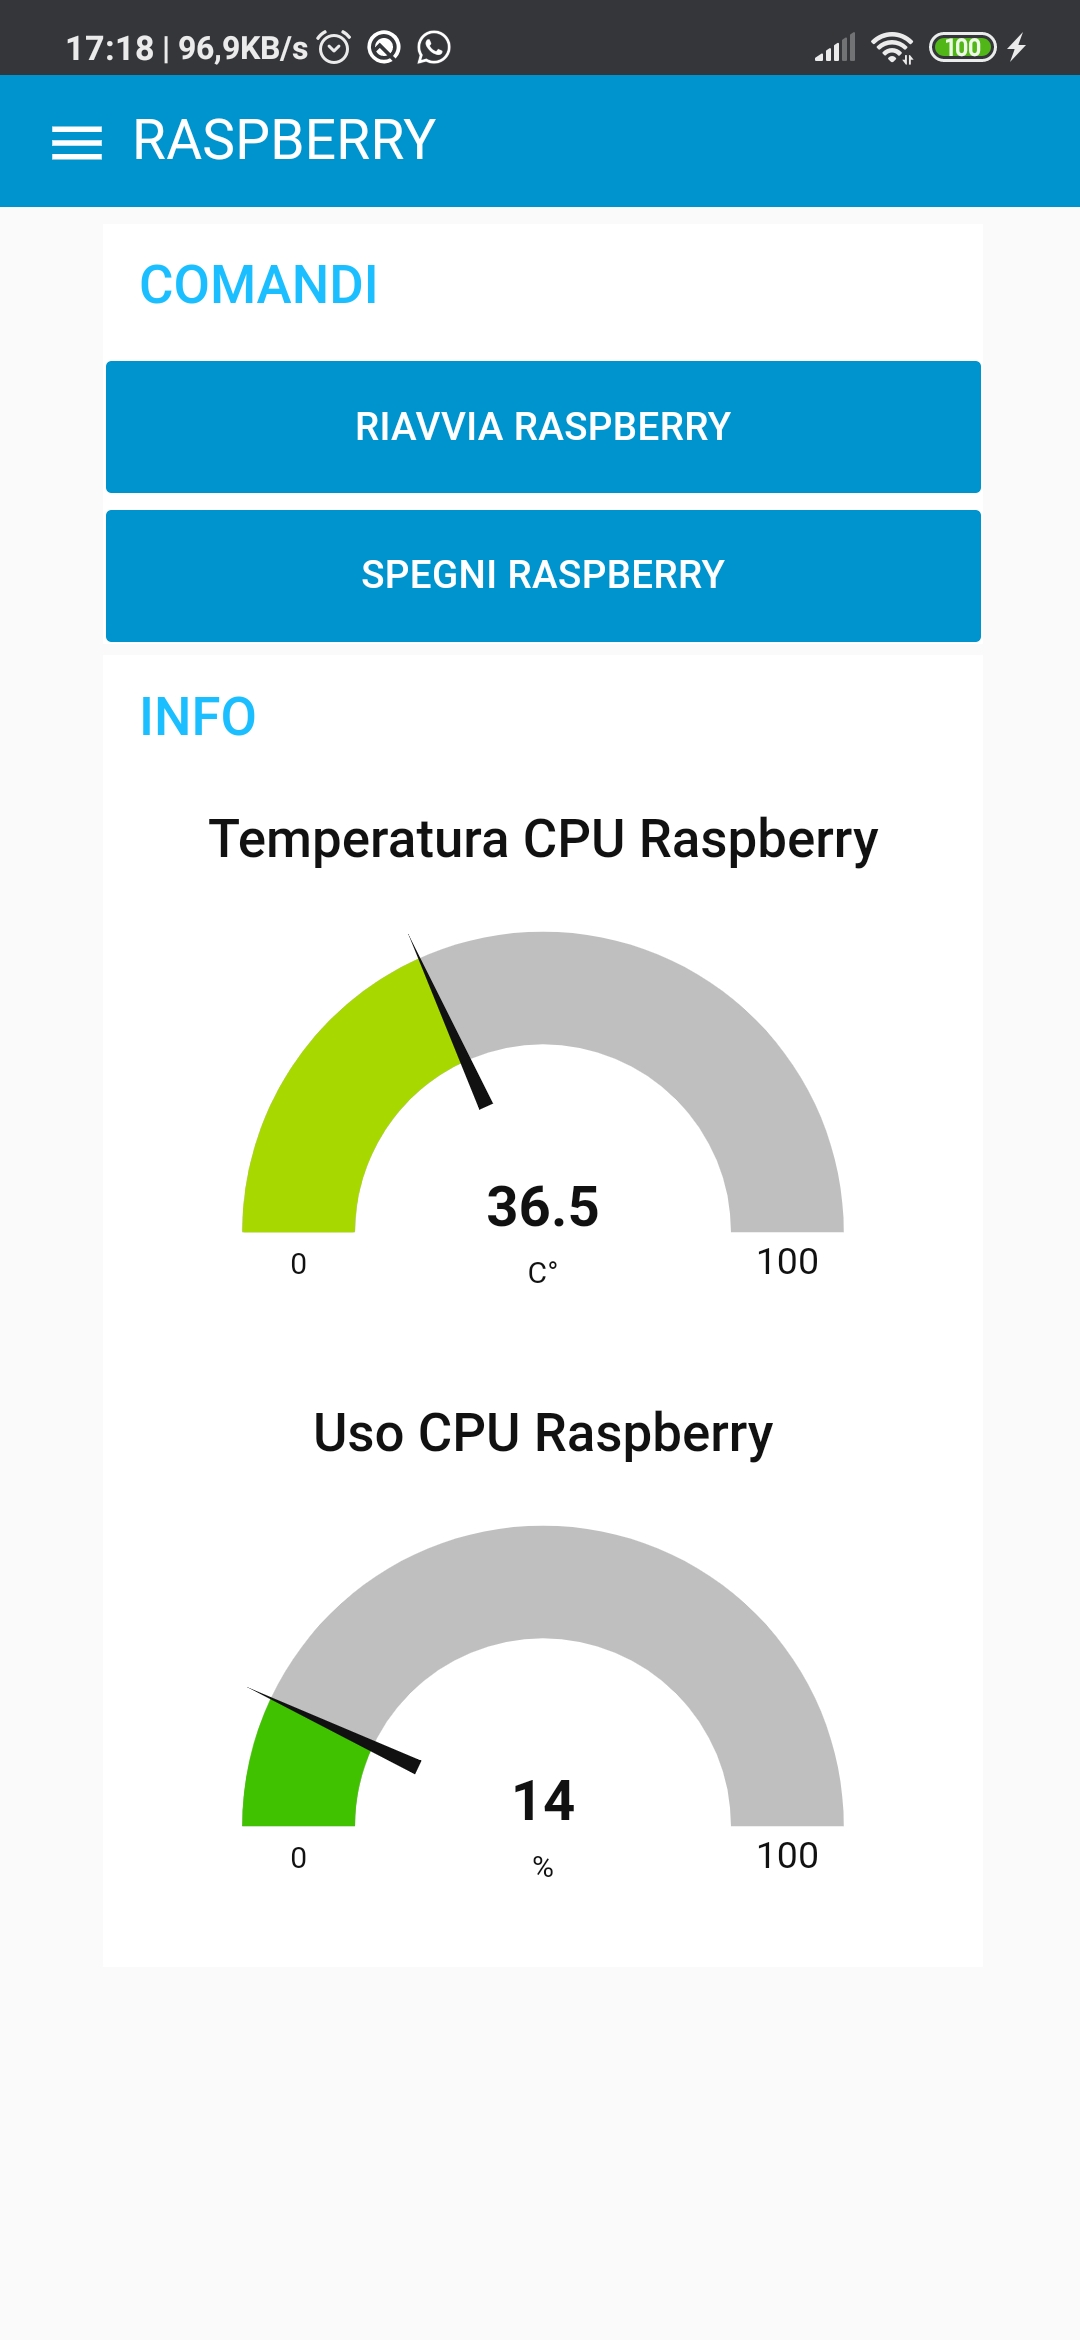 17:18 | 96,9KB/s 100
RASPBERRY
COMANDI
RIAVVIA RASPBERRY
SPEGNI RASPBERRY
INFO
Temperatura CPU Raspberry
36.5
0 C° 100
Uso CPU Raspberry
14
0 % 100